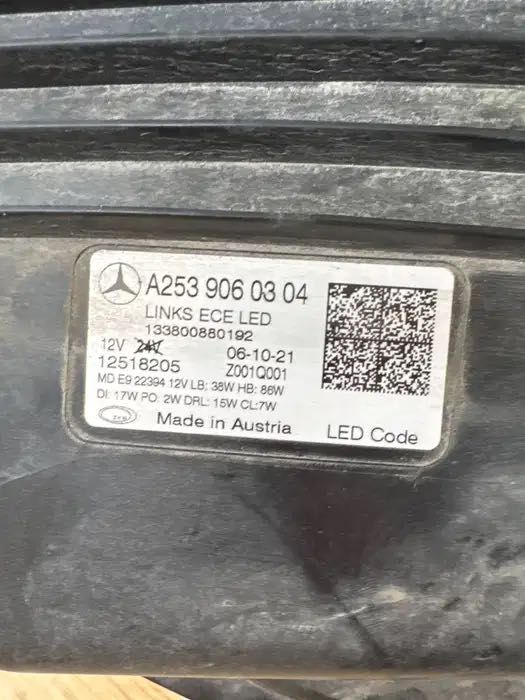 A253 906 03 04
LINKS ECE LED
133800880192
12V 24V 06-10-21
12518205 Z001Q001
MD E9 22394 12V LB: 38W HB: 86W
DI: 17W PO: 2W DRL: 15W CL:7W
Made in Austria
LED Code